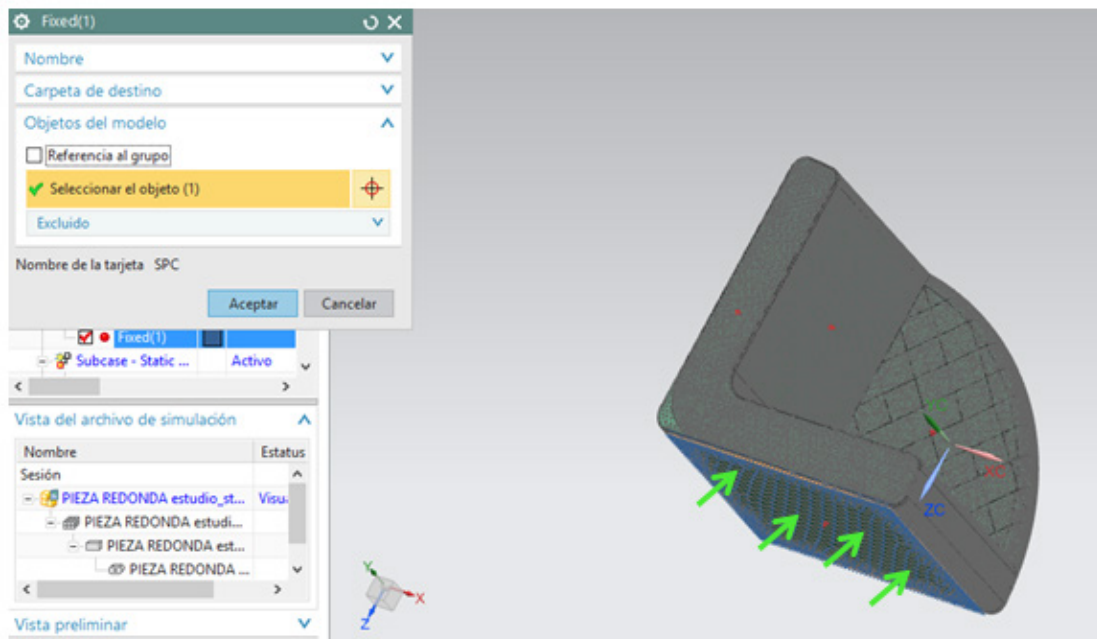 Fixed(1)
Nombre
Carpeta de destino
Objetos del modelo
Referencia al grupo
Seleccionar el objeto (1)
Excluido
Nombre de la tarjeta SPC
Aceptar Cancelar
Fixed(1)
Subcase - Static ... Activo
Vista del archivo de simulación
Nombre Estatus
Sesión
PIEZA REDONDA estudio_st... Visu
PIEZA REDONDA estudi...
PIEZA REDONDA est...
PIEZA REDONDA ...
Vista preliminar
XC
ZC
Y
X
Z